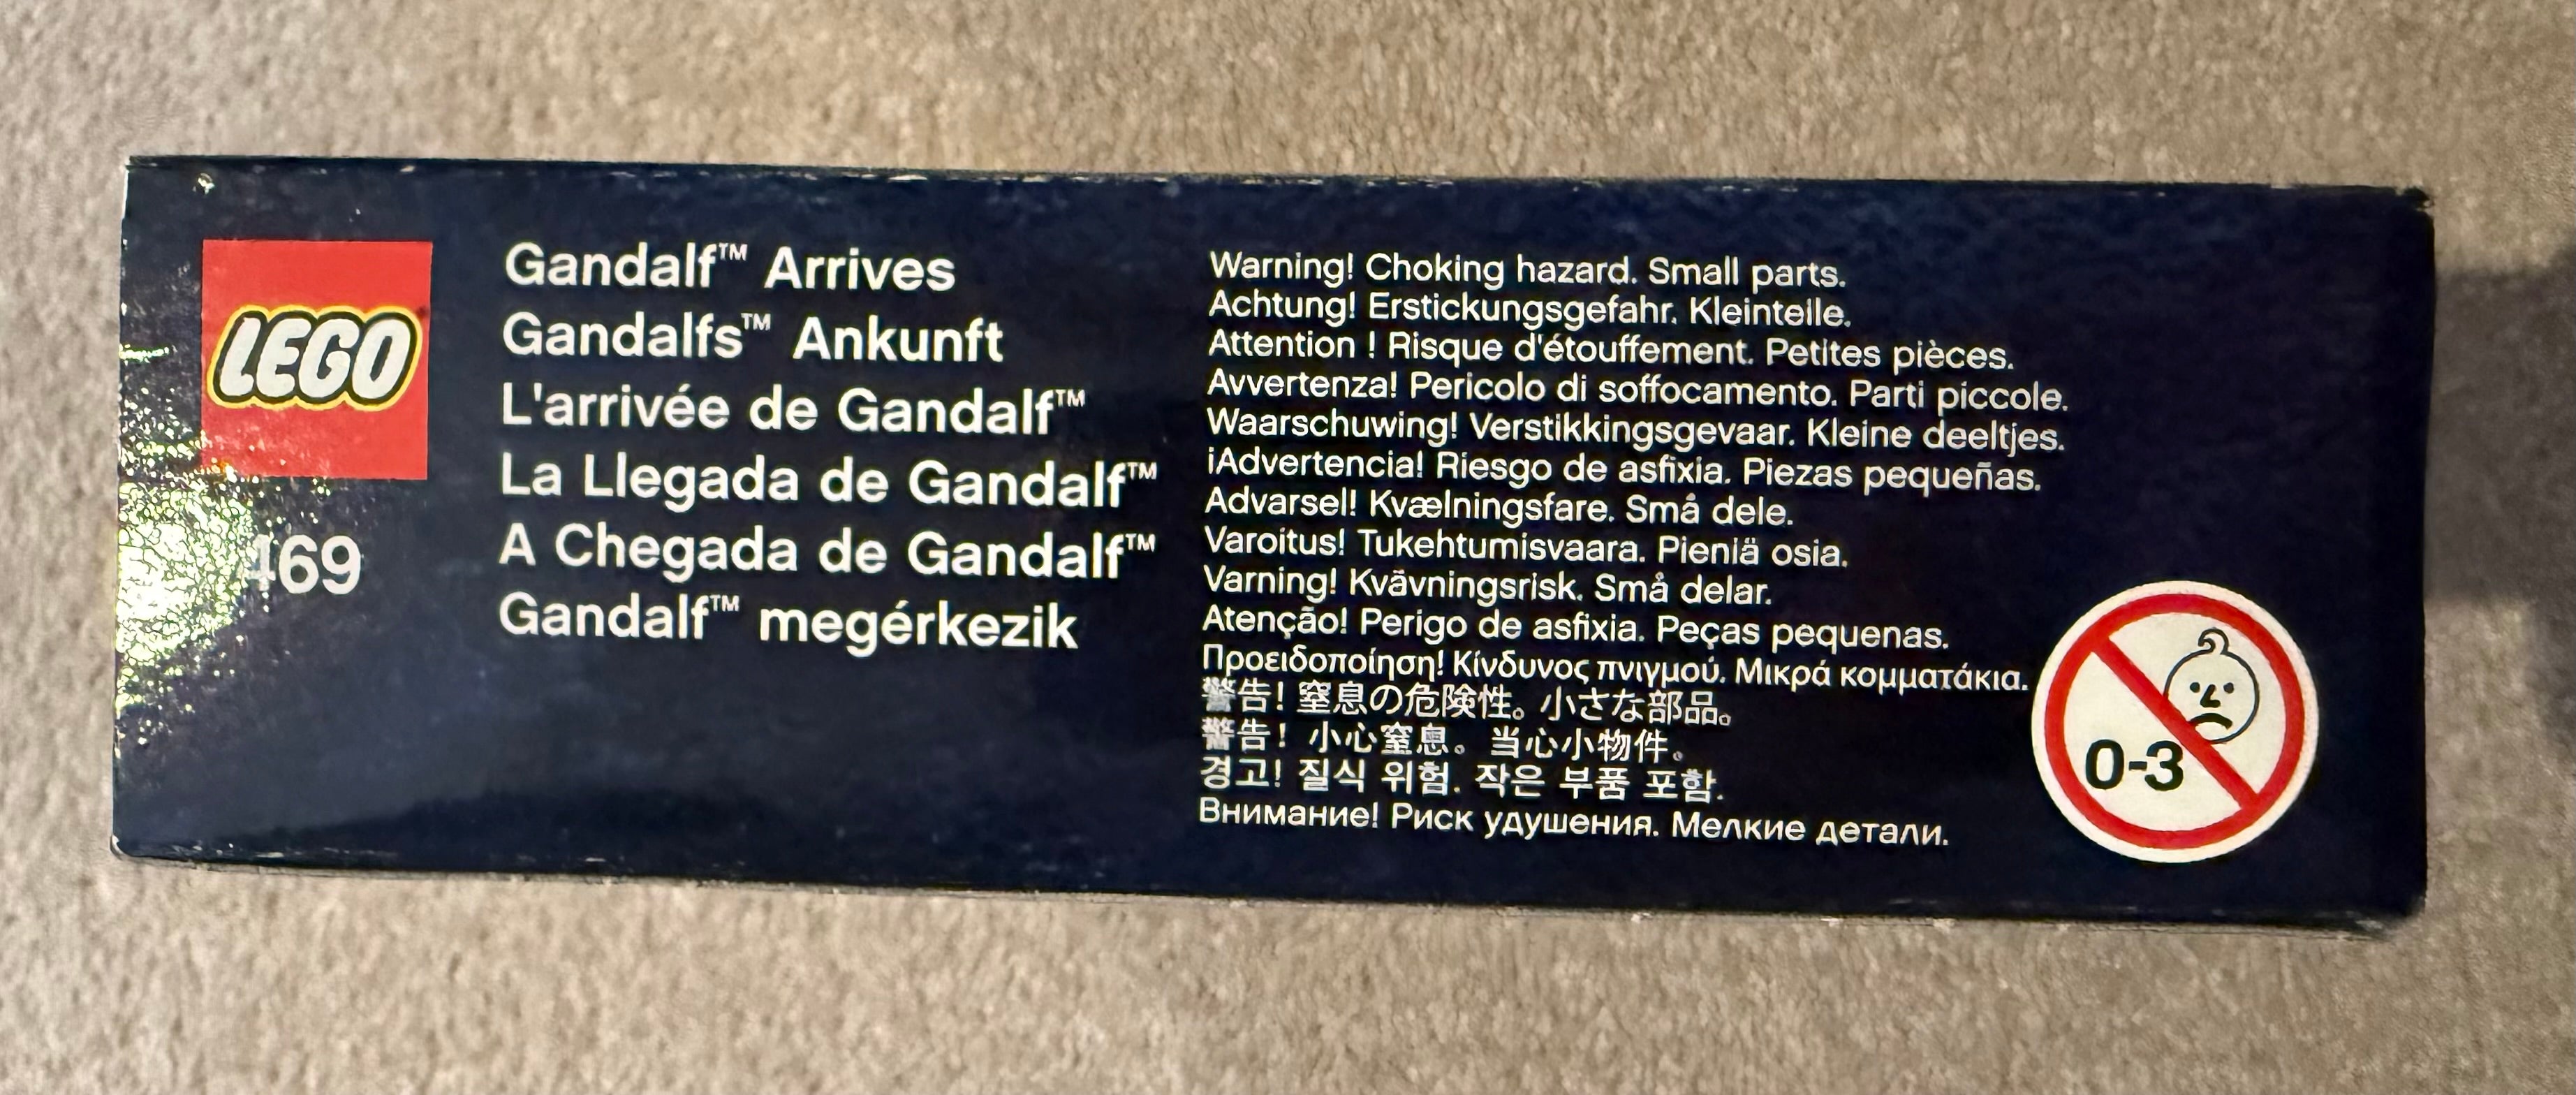 LEGO
469
Gandalf™ Arrives
Gandalfs™ Ankunft
L'arrivée de Gandalf™
La Llegada de Gandalf™
A Chegada de Gandalf™
Gandalf™ megérkezik
Warning! Choking hazard. Small parts.
Achtung! Erstickungsgefahr. Kleinteile.
Attention ! Risque d'étouffement. Petites pièces.
Avvertenza! Pericolo di soffocamento. Parti piccole.
Waarschuwing! Verstikkingsgevaar. Kleine deeltjes.
¡Advertencia! Riesgo de asfixia. Piezas pequeñas.
Advarsel! Kvælningsfare. Små dele.
Varoitus! Tukehtumisvaara. Pieniä osia.
Varning! Kvävningsrisk. Små delar.
Atenção! Perigo de asfixia. Peças pequenas.
Προειδοποίηση! Κίνδυνος πνιγμού. Μικρά κομματάκια.
警告! 窒息の危険性。小さな部品。
警告! 小心窒息。当心小物件。
경고! 질식 위험. 작은 부품 포함.
Внимание! Риск удушения. Мелкие детали.
0-3